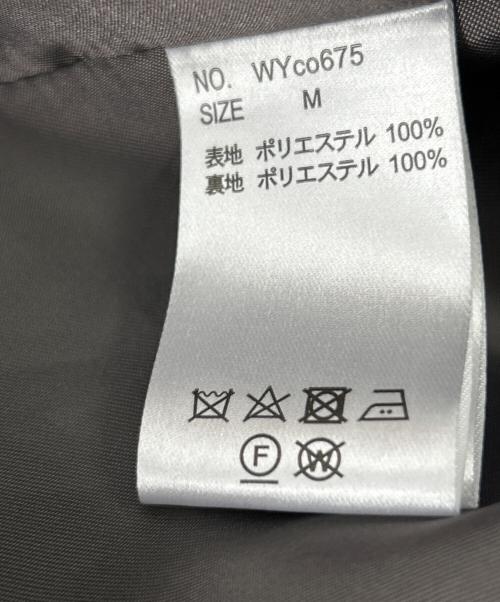 NO. WYco675
SIZE M
表地 ポリエステル 100%
裏地 ポリエステル 100%
F W